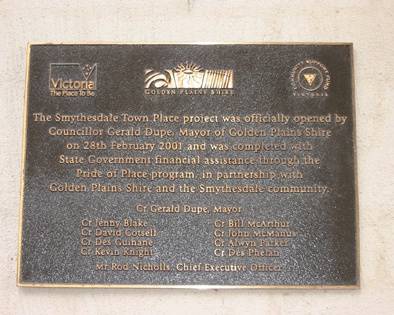 Victoria
The Place To Be
GOLDEN PLAINS SHIRE
COMMUNITY SUPPORT FUND
VICTORIA
The Smythesdale Town Place project was officially opened by
Councillor Gerald Dupe, Mayor of Golden Plains Shire
on 28th February 2001 and was completed with
State Government financial assistance through the
Pride of Place program, in partnership with
Golden Plains Shire and the Smythesdale community.
Cr Gerald Dupe, Mayor
Cr Jenny Blake
Cr Bill McArthur
Cr David Cotsell
Cr John McManus
Cr Des Guinane
Cr Alwyn Parker
Cr Kevin Knight
Cr Des Phelan
Mr Rod Nicholls, Chief Executive Officer